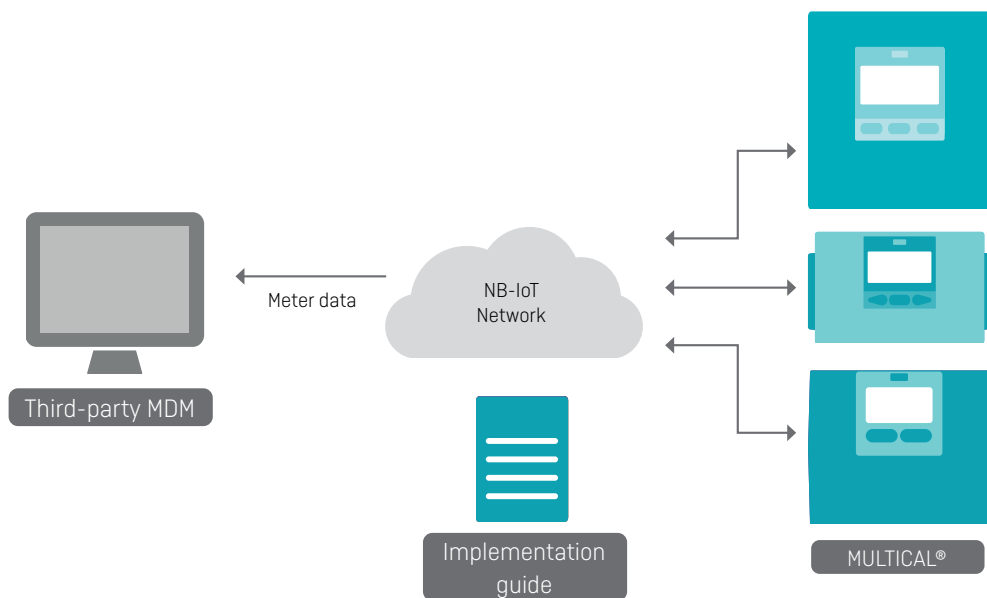 NB-IoT
Network
Meter data
Third-party MDM
Implementation
guide
MULTICAL®